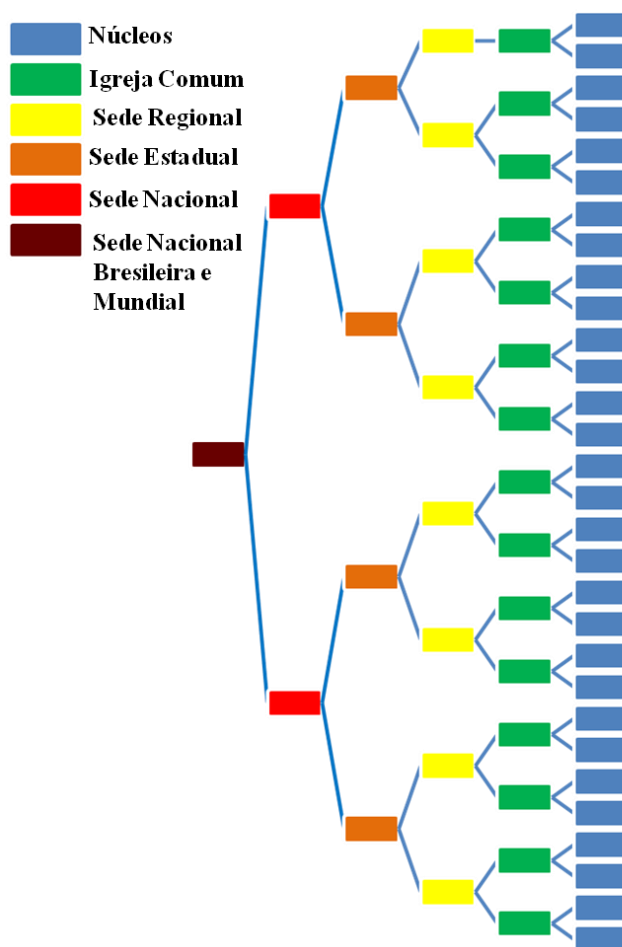 Núcleos
Igreja Comum
Sede Regional
Sede Estadual
Sede Nacional
Sede Nacional
Bresileira e
Mundial